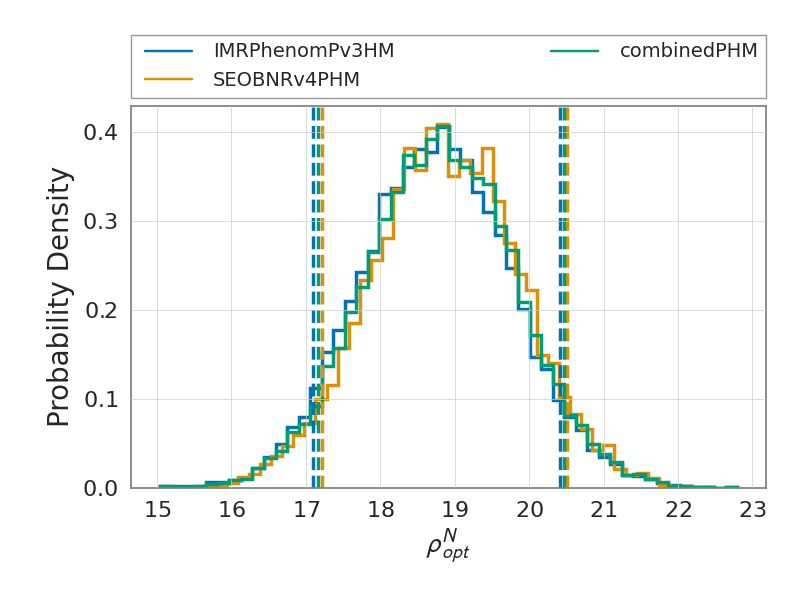 IMRPhenomPv3HM
SEOBNRv4PHM
combinedPHM
Probability Density
0.4
0.3
0.2
0.1
0.0
15 16 17 18 19 20 21 22 23
ρ^N_opt